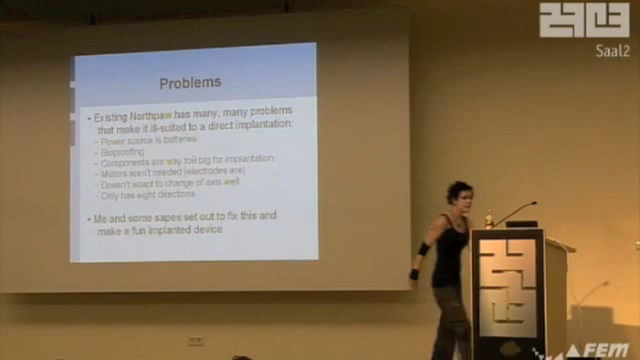 Problems
• Existing Northpaw has many, many problems
that make it ill-suited to a direct implantation:
– Power source is batteries
– Bioproofing
– Components are way too big for implantation
– Motors aren't needed (electrodes are)
– Doesn't adapt to change of axis well
– Only has eight directions
• Me and some sapes set out to fix this and
make a fun implanted device
Saal2
FEM